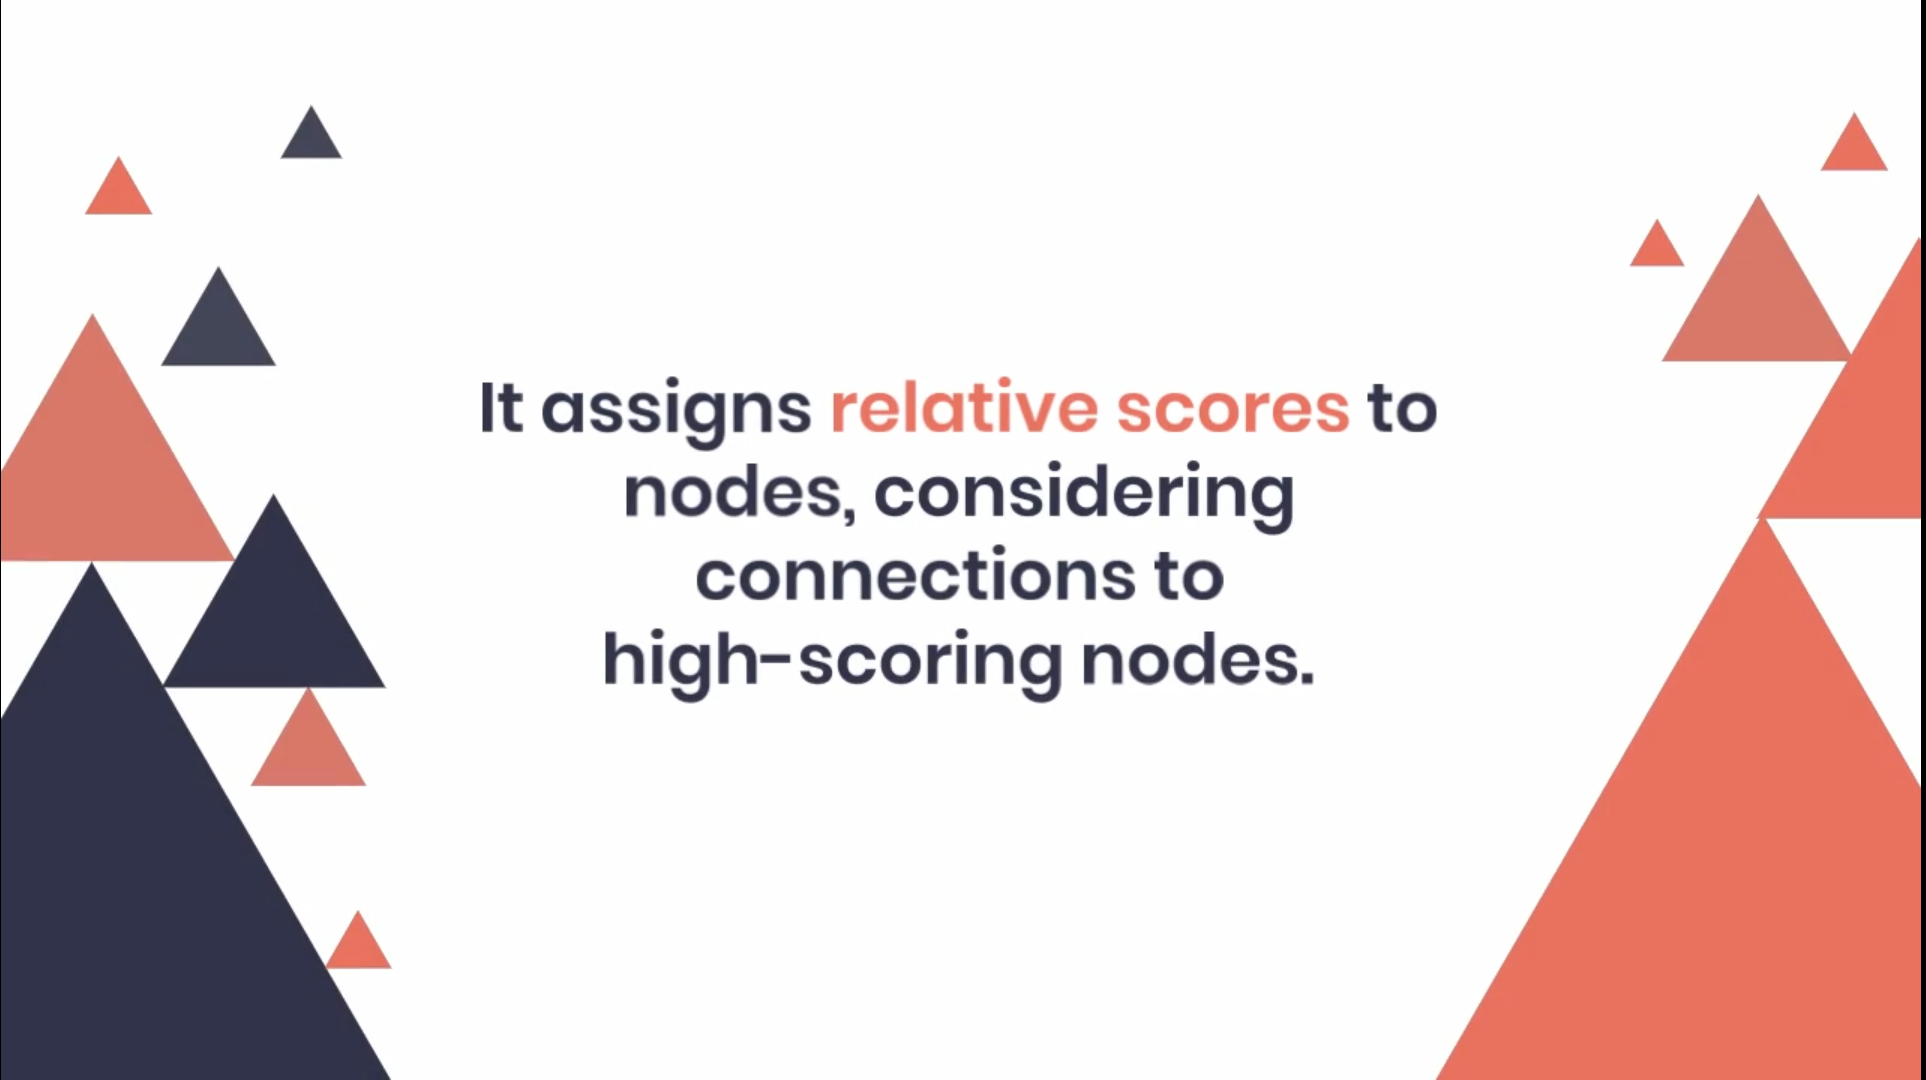 It assigns relative scores to
nodes, considering
connections to
high-scoring nodes.